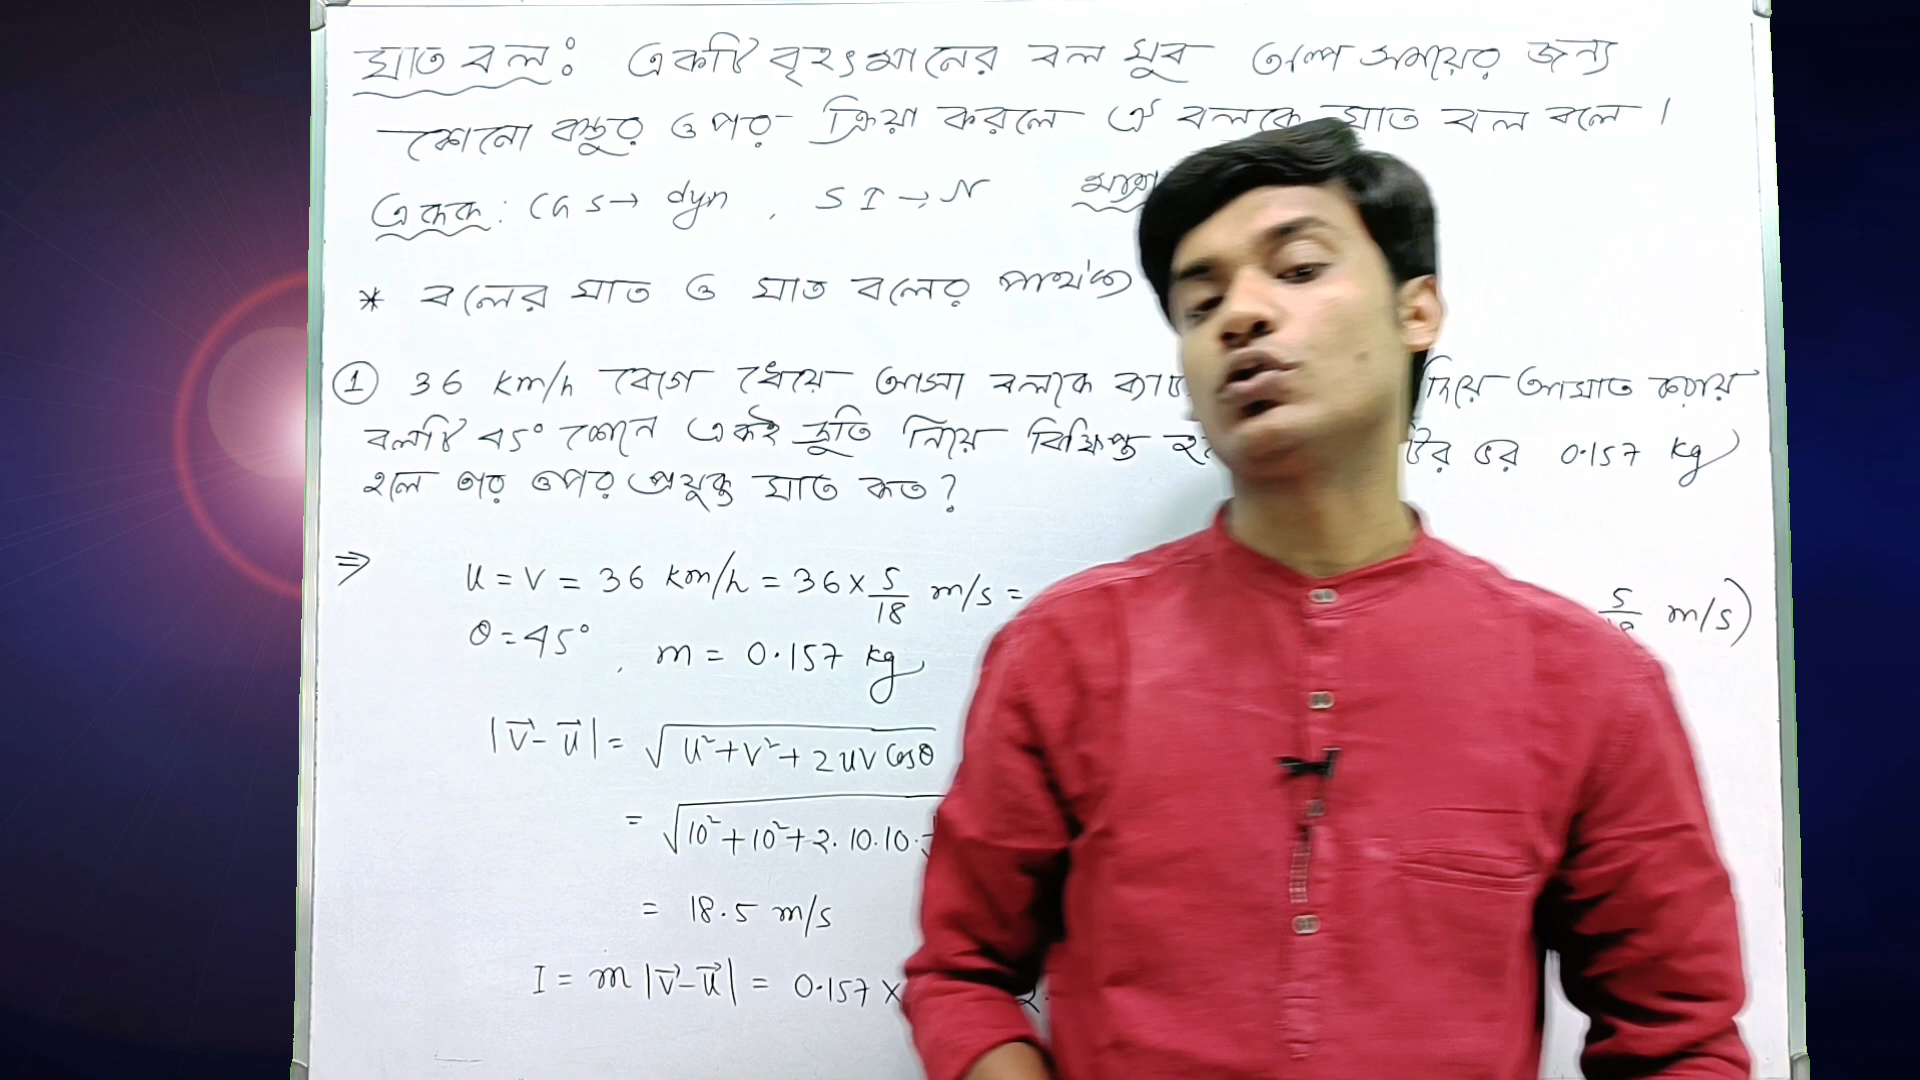 ঘাত বল: একটি বৃহৎ মানের বল খুব অল্প সময়ের জন্য
কোনো বস্তুর ওপর ক্রিয়া করলে ঐ বলকে ঘাত বল বলে।
একক: CGS → dyn , SI → N মাত্রা
* বলের ঘাত ও ঘাত বলের পার্থক্য
① 36 km/h বেগে ধেয়ে আসা বলকে ব্যাট দিয়ে আঘাত করায়
বলটি 45° কোণে একই দ্রুতি নিয়ে বিক্ষিপ্ত ভর 0.157 kg
হলে তার ওপর প্রযুক্ত ঘাত কত?
⇒ u = v = 36 km/h = 36 × 5/18 m/s = 5/18 m/s)
θ = 45° , m = 0.157 kg
|v⃗ - u⃗| = √(u² + v² + 2uv cosθ
= √(10² + 10² + 2.10.10.
= 18.5 m/s
I = m |v⃗ - u⃗| = 0.157 ×